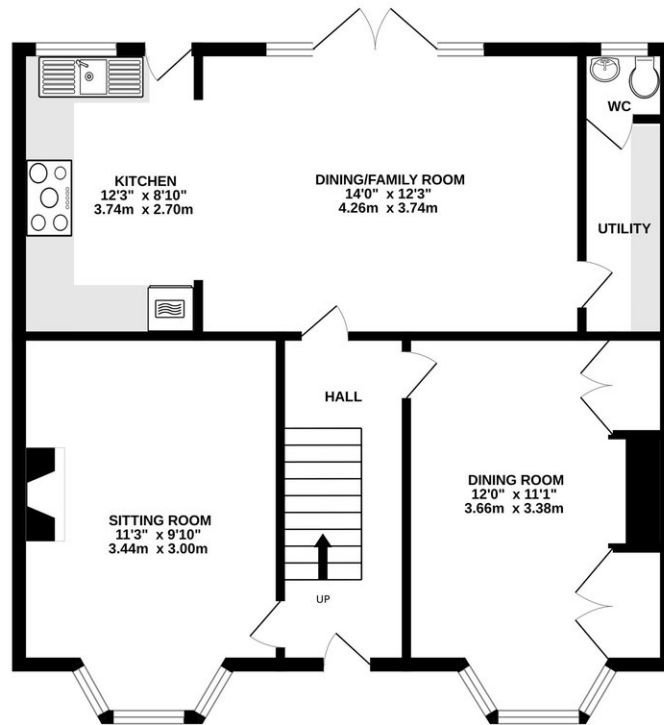 WC
KITCHEN
12'3" x 8'10"
3.74m x 2.70m
DINING/FAMILY ROOM
14'0" x 12'3"
4.26m x 3.74m
UTILITY
HALL
DINING ROOM
12'0" x 11'1"
3.66m x 3.38m
SITTING ROOM
11'3" x 9'10"
3.44m x 3.00m
UP